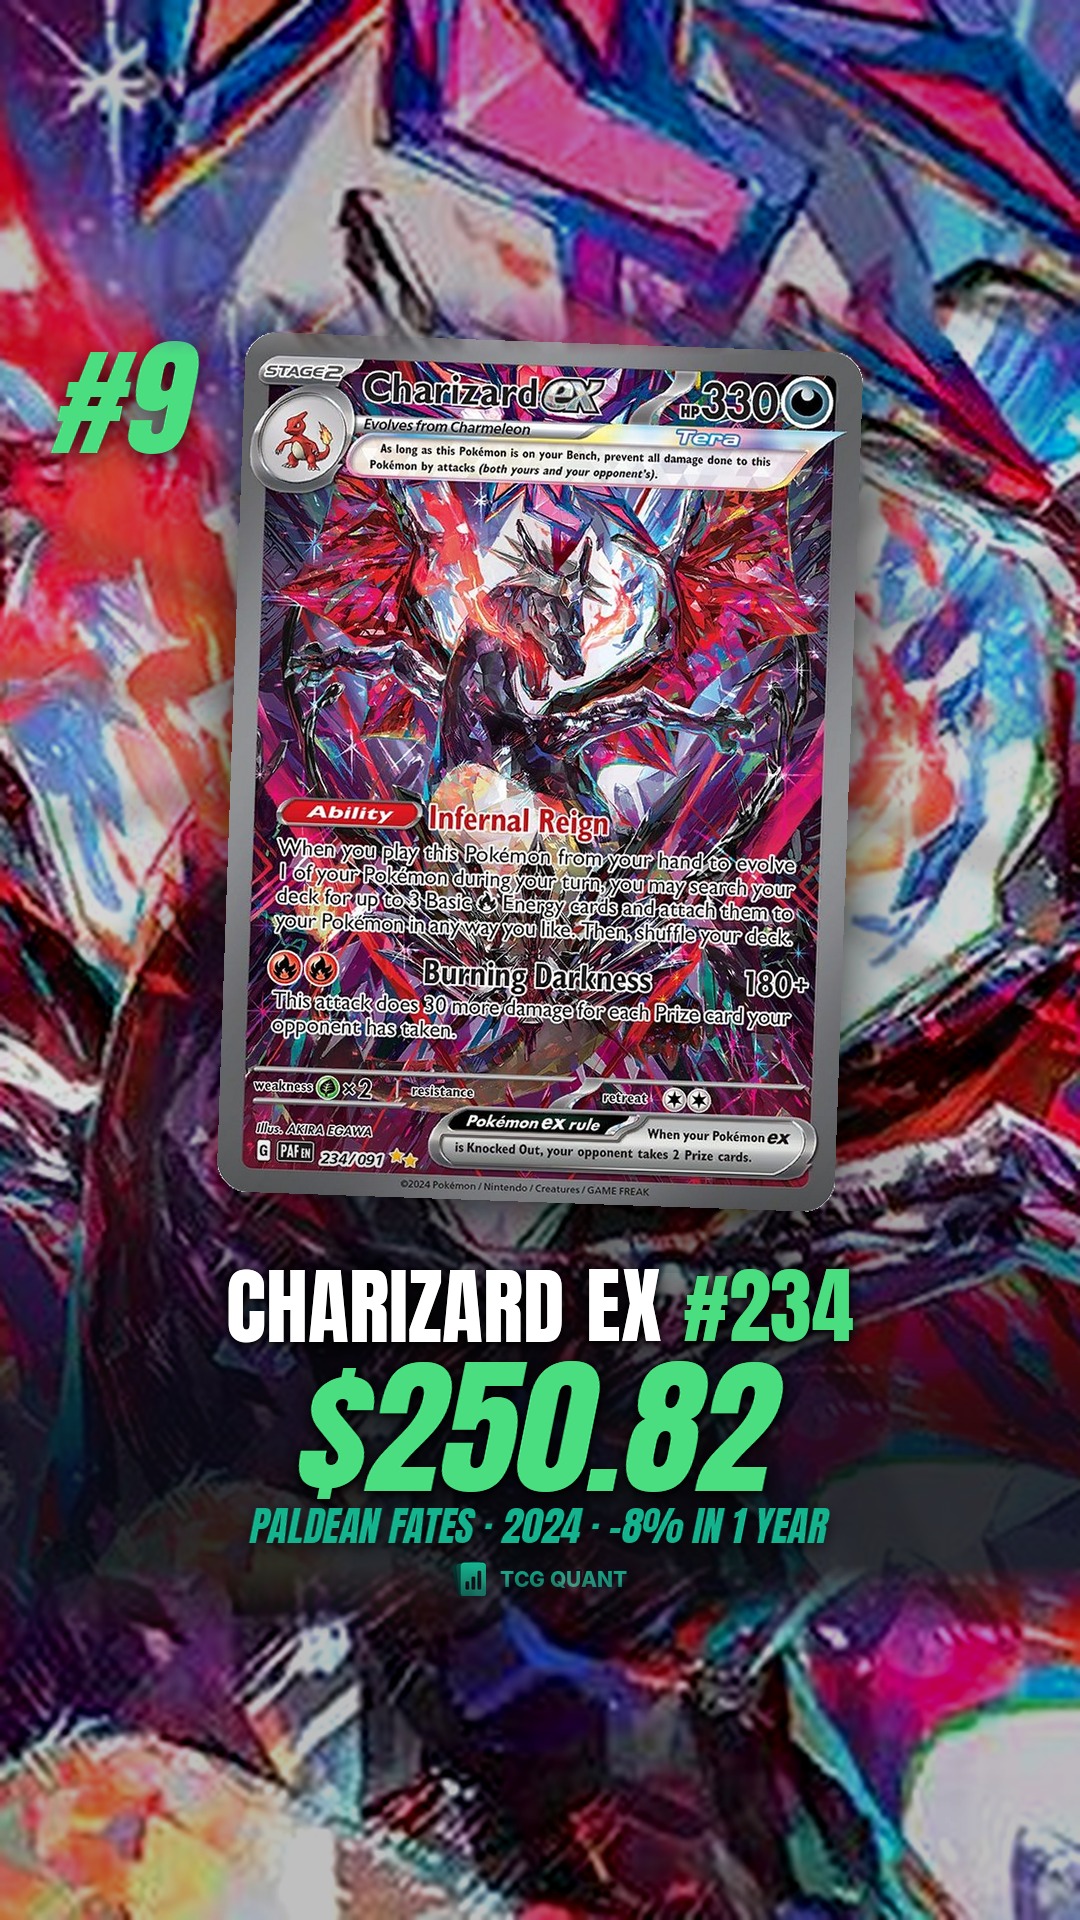 #9
STAGE2
Charizard ex HP 330
Evolves from Charmeleon
Tera
As long as this Pokémon is on your Bench, prevent all damage done to this
Pokémon by attacks (both yours and your opponent's).
Ability Infernal Reign
When you play this Pokémon from your hand to evolve
1 of your Pokémon during your turn, you may search your
deck for up to 3 Basic Energy cards and attach them to
your Pokémon in any way you like. Then, shuffle your deck.
Burning Darkness 180+
This attack does 30 more damage for each Prize card your
opponent has taken.
weakness ×2 resistance retreat
Illus. AKIRA EGAWA
Pokémon ex rule When your Pokémon ex
is Knocked Out, your opponent takes 2 Prize cards.
G PAF EN 234/091
©2024 Pokémon / Nintendo / Creatures / GAME FREAK
CHARIZARD EX #234
$250.82
PALDEAN FATES · 2024 · -8% IN 1 YEAR
TCG QUANT